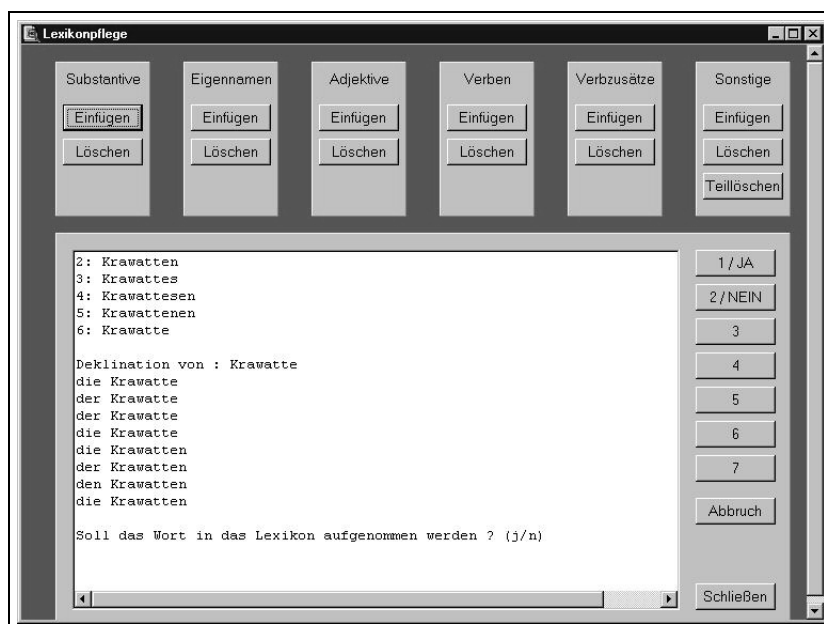 Lexikonpflege
Substantive Eigennamen Adjektive Verben Verbzusätze Sonstige
Einfügen Einfügen Einfügen Einfügen Einfügen Einfügen
Löschen Löschen Löschen Löschen Löschen Löschen
Teillöschen
2: Krawatten
3: Krawattes
4: Krawattesen
5: Krawattenen
6: Krawatte
Deklination von : Krawatte
die Krawatte
der Krawatte
der Krawatte
die Krawatte
die Krawatten
der Krawatten
den Krawatten
die Krawatten
Soll das Wort in das Lexikon aufgenommen werden ? (j/n)
1 / JA
2 / NEIN
3
4
5
6
7
Abbruch
Schließen